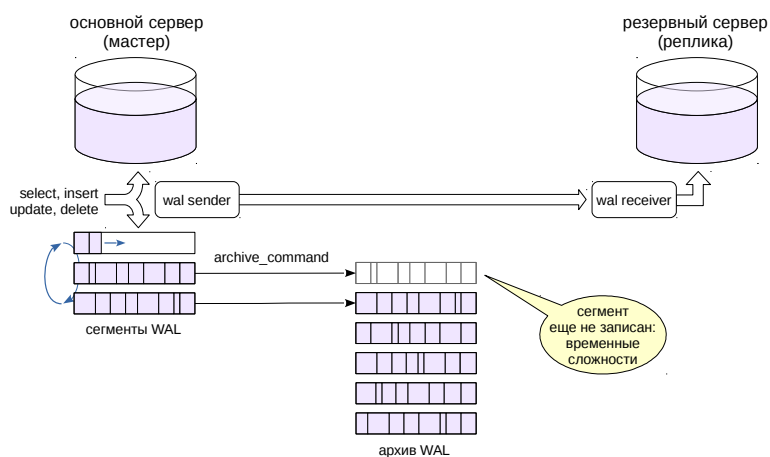 основной сервер
(мастер)
резервный сервер
(реплика)
select, insert
update, delete
wal sender
wal receiver
archive_command
сегменты WAL
сегмент
еще не записан:
временные
сложности
архив WAL